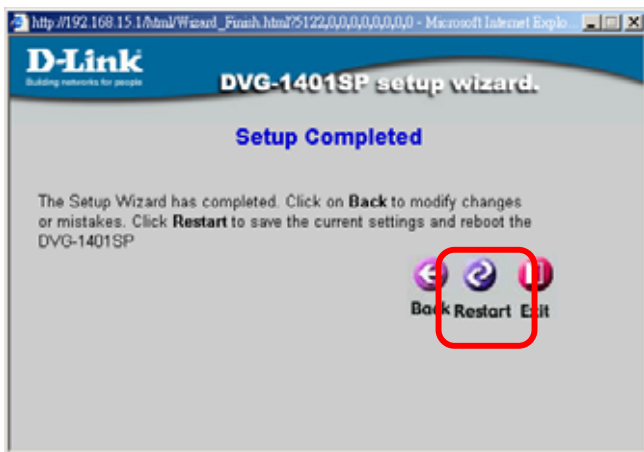 http://192.168.15.1/html/Wizard_Finish.html?5122,0,0,0,0,0,0,0,0 - Microsoft Internet Explo...
D-Link
Building networks for people
DVG-1401SP setup wizard.
Setup Completed
The Setup Wizard has completed. Click on Back to modify changes
or mistakes. Click Restart to save the current settings and reboot the
DVG-1401SP
Back Restart Exit